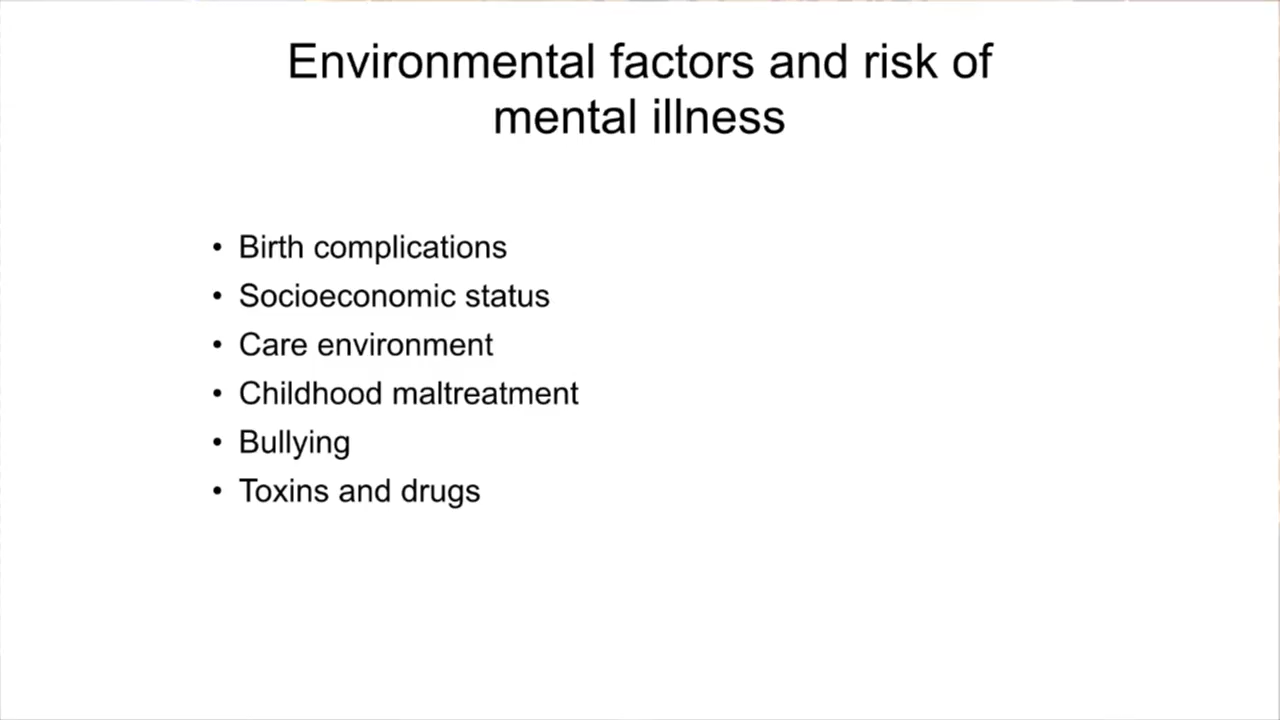 Environmental factors and risk of
mental illness
• Birth complications
• Socioeconomic status
• Care environment
• Childhood maltreatment
• Bullying
• Toxins and drugs